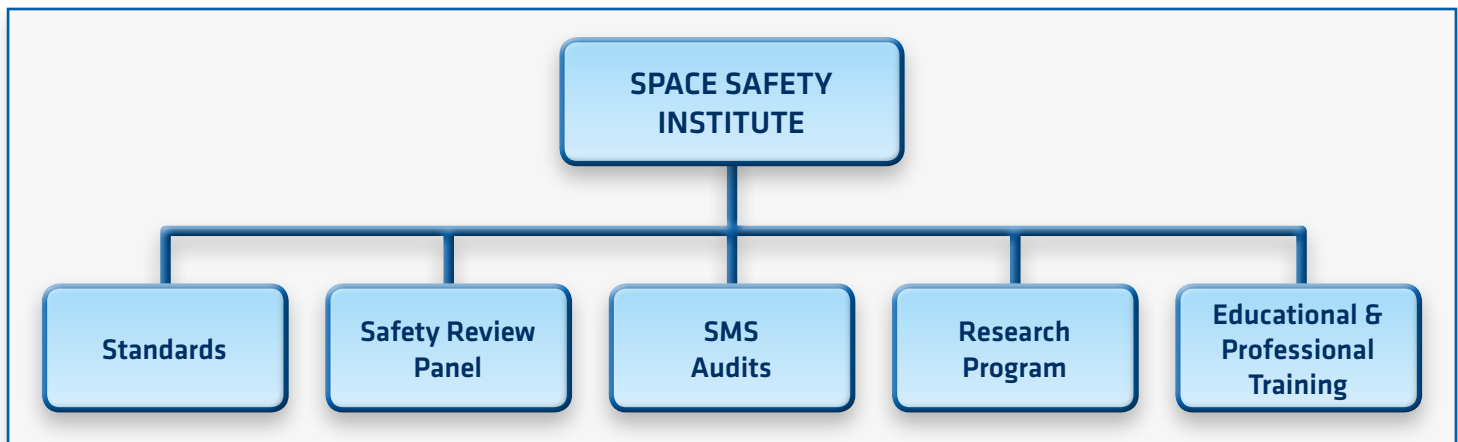 SPACE SAFETY
INSTITUTE
Standards
Safety Review
Panel
SMS
Audits
Research
Program
Educational &
Professional
Training